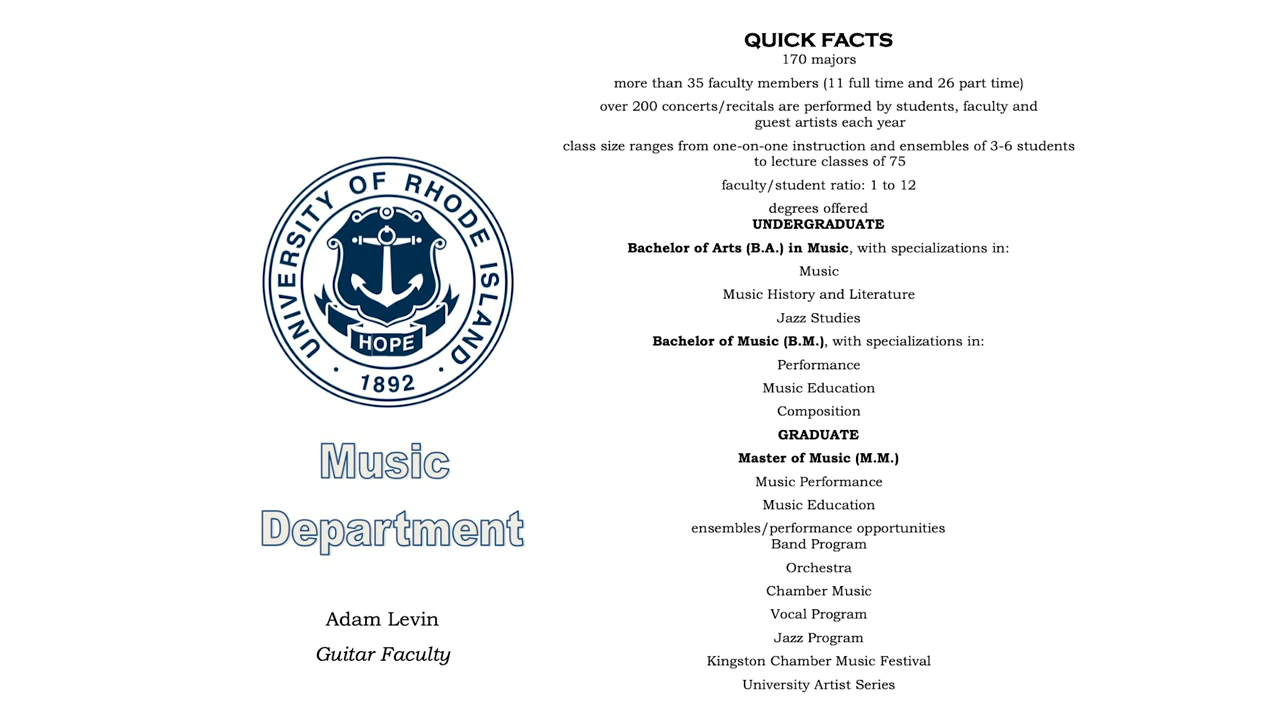 UNIVERSITY OF RHODE ISLAND
HOPE
· 1892 ·
Music
Department
Adam Levin
Guitar Faculty
QUICK FACTS
170 majors
more than 35 faculty members (11 full time and 26 part time)
over 200 concerts/recitals are performed by students, faculty and
guest artists each year
class size ranges from one-on-one instruction and ensembles of 3-6 students
to lecture classes of 75
faculty/student ratio: 1 to 12
degrees offered
UNDERGRADUATE
Bachelor of Arts (B.A.) in Music, with specializations in:
Music
Music History and Literature
Jazz Studies
Bachelor of Music (B.M.), with specializations in:
Performance
Music Education
Composition
GRADUATE
Master of Music (M.M.)
Music Performance
Music Education
ensembles/performance opportunities
Band Program
Orchestra
Chamber Music
Vocal Program
Jazz Program
Kingston Chamber Music Festival
University Artist Series